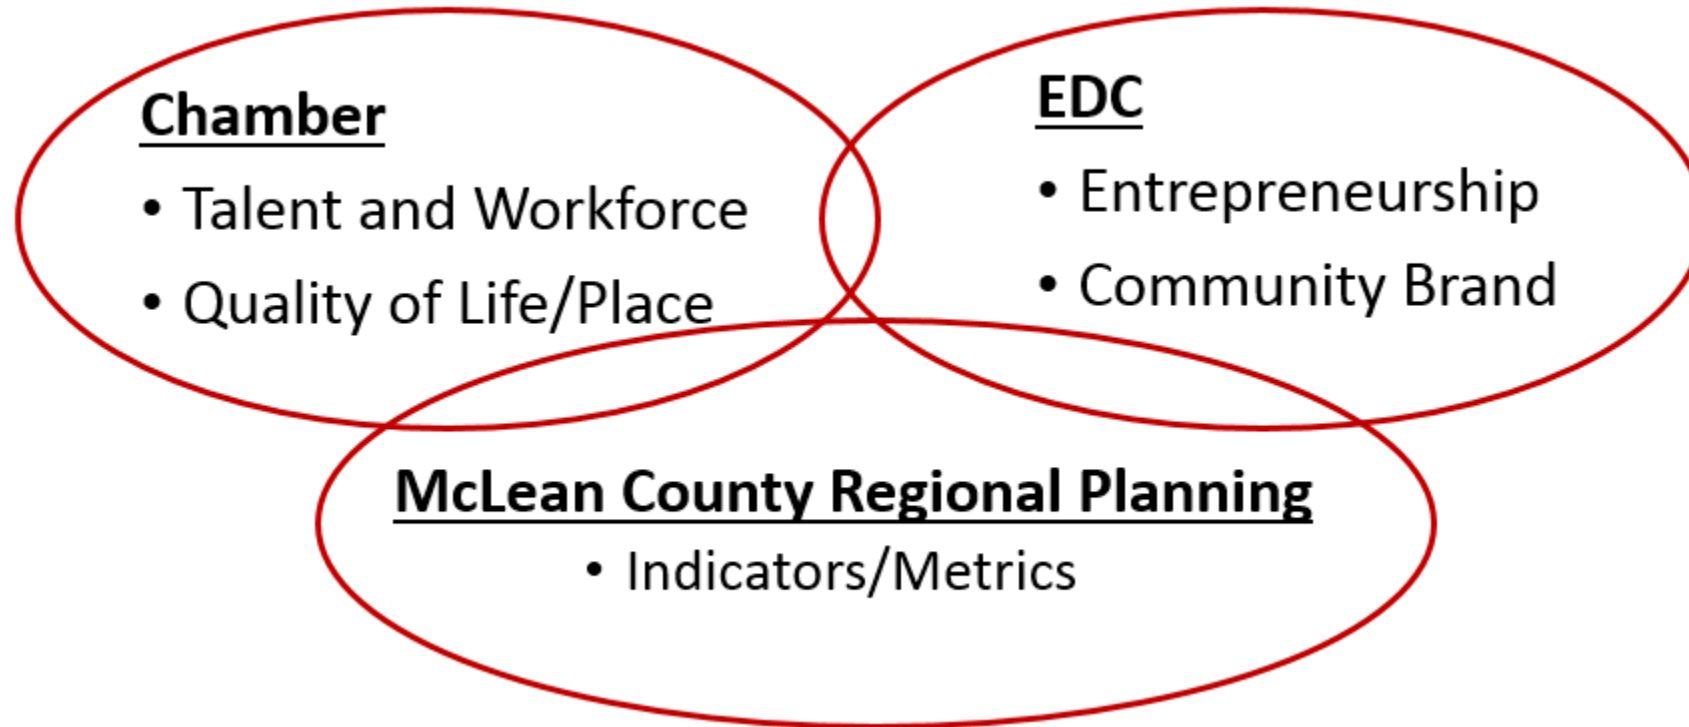 Chamber
• Talent and Workforce
• Quality of Life/Place
EDC
• Entrepreneurship
• Community Brand
McLean County Regional Planning
• Indicators/Metrics